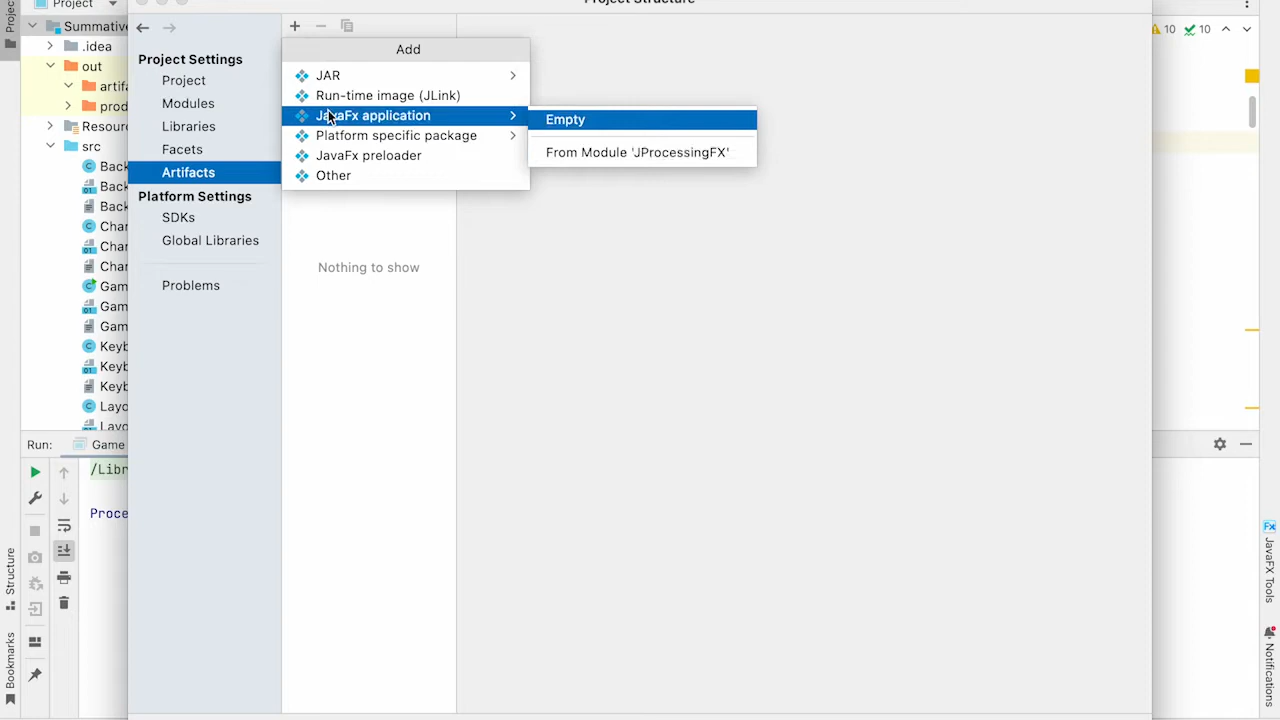 Project Structure
Project
Summative
.idea
out
artifa
prod
Resourc
src
Back
Back
Back
Char
Char
Char
Gam
Gam
Gam
Keyb
Keyb
Keyb
Layo
Layo
Project Settings
Project
Modules
Libraries
Facets
Artifacts
Platform Settings
SDKs
Global Libraries
Problems
Add
JAR
Run-time image (JLink)
JavaFx application
Platform specific package
JavaFx preloader
Other
Empty
From Module 'JProcessingFX'
Nothing to show
10
10
Run:
Game
/Libr
Proce
Project
Structure
Bookmarks
JavaFX Tools
Notifications